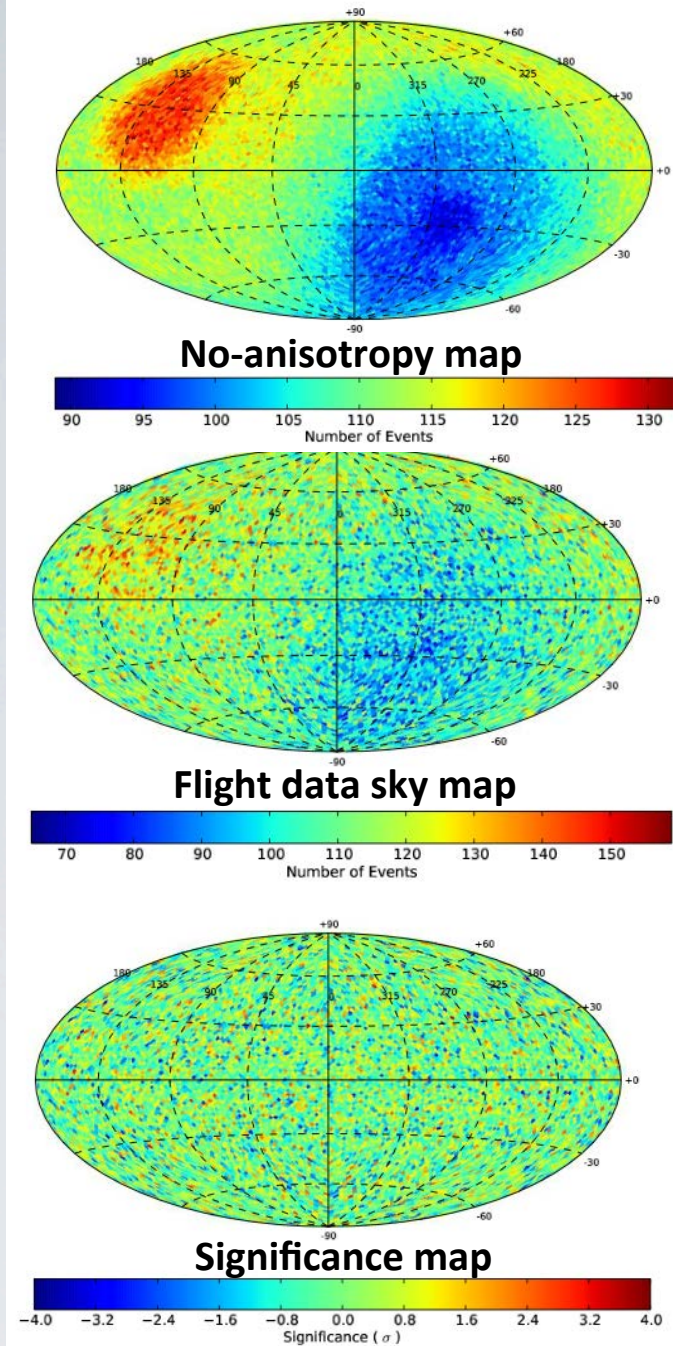 +90
+60
180 135 90 45 0 315 270 225
+30
+0
-30
-60
-90
No-anisotropy map
90 95 100 105 110 115 120 125 130
Number of Events
+60
180 135 90 45 0 315 270 225 180
+30
+0
-30
-60
-90
Flight data sky map
70 80 90 100 110 120 130 140 150
Number of Events
+90
+60
180 135 90 45 0 315 270 225 180
+30
+0
-30
-60
-90
Significance map
−4.0 −3.2 −2.4 −1.6 −0.8 0.0 0.8 1.6 2.4 3.2 4.0
Significance ( σ )